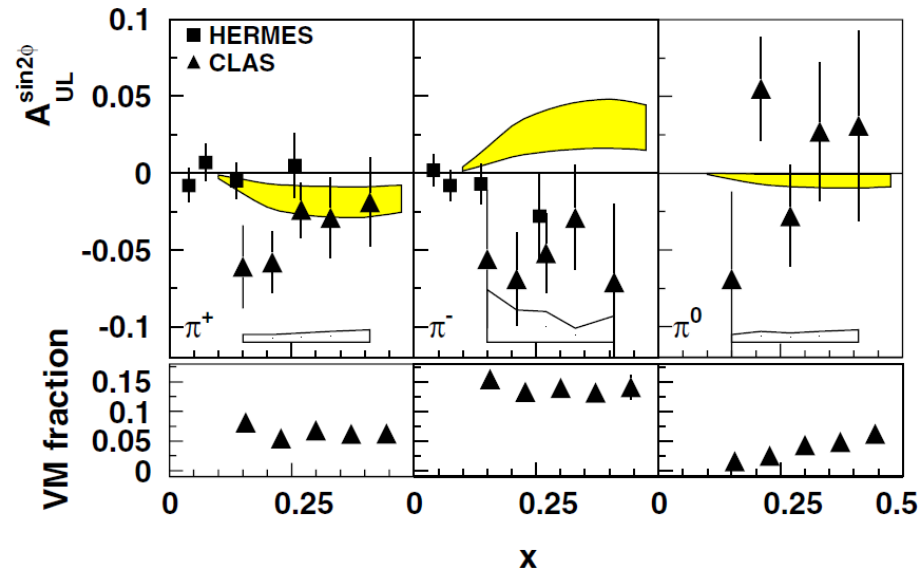 A_UL^sin2ϕ
0.1
0.05
0
-0.05
-0.1
■ HERMES
▲ CLAS
π+
π-
π0
VM fraction
0.15
0.1
0.05
0
0 0.25 0 0.25 0 0.25 0.5
x